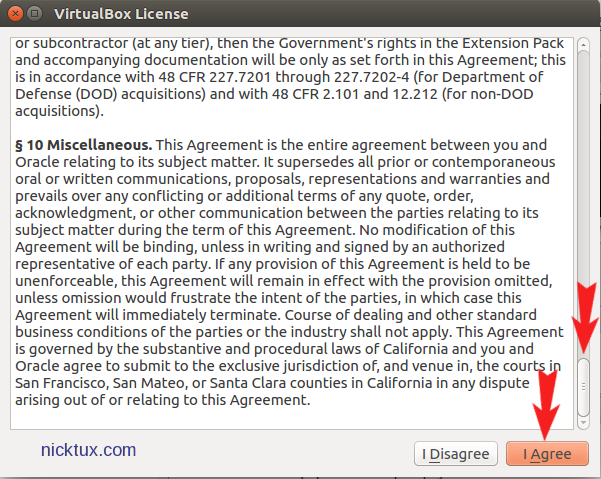 VirtualBox License
or subcontractor (at any tier), then the Government's rights in the Extension Pack
and accompanying documentation will be only as set forth in this Agreement; this
is in accordance with 48 CFR 227.7201 through 227.7202-4 (for Department of
Defense (DOD) acquisitions) and with 48 CFR 2.101 and 12.212 (for non-DOD
acquisitions).
§ 10 Miscellaneous. This Agreement is the entire agreement between you and
Oracle relating to its subject matter. It supersedes all prior or contemporaneous
oral or written communications, proposals, representations and warranties and
prevails over any conflicting or additional terms of any quote, order,
acknowledgment, or other communication between the parties relating to its
subject matter during the term of this Agreement. No modification of this
Agreement will be binding, unless in writing and signed by an authorized
representative of each party. If any provision of this Agreement is held to be
unenforceable, this Agreement will remain in effect with the provision omitted,
unless omission would frustrate the intent of the parties, in which case this
Agreement will immediately terminate. Course of dealing and other standard
business conditions of the parties or the industry shall not apply. This Agreement
is governed by the substantive and procedural laws of California and you and
Oracle agree to submit to the exclusive jurisdiction of, and venue in, the courts in
San Francisco, San Mateo, or Santa Clara counties in California in any dispute
arising out of or relating to this Agreement.
nicktux.com
I Disagree
I Agree